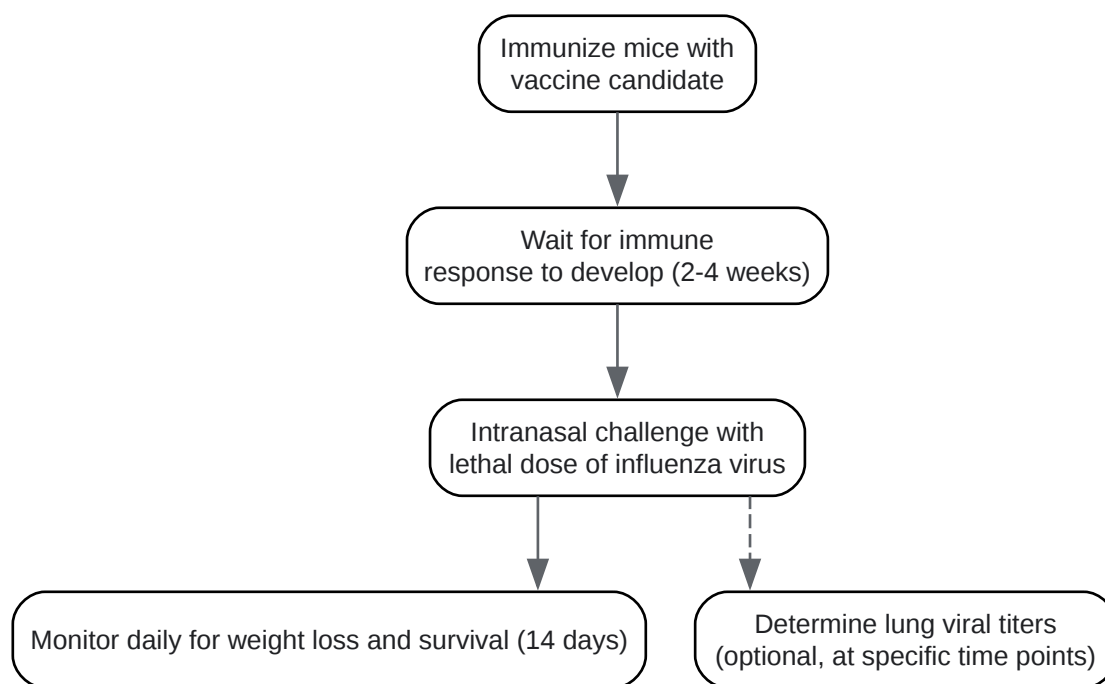 Immunize mice with
vaccine candidate
Wait for immune
response to develop (2-4 weeks)
Intranasal challenge with
lethal dose of influenza virus
Monitor daily for weight loss and survival (14 days)
Determine lung viral titers
(optional, at specific time points)